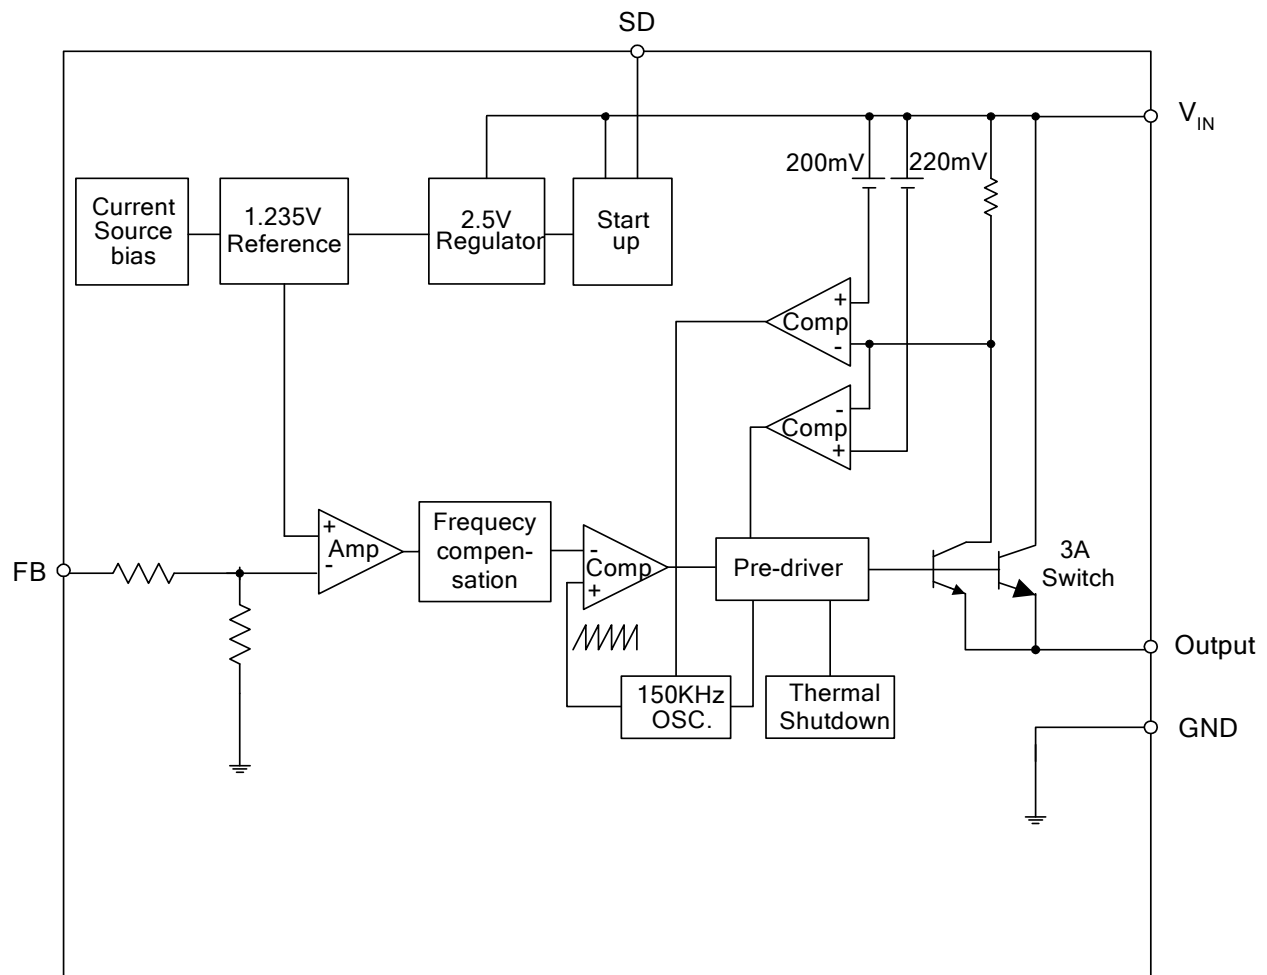 SD
V_IN
200mV
220mV
Current
Source
bias
1.235V
Reference
2.5V
Regulator
Start
up
+
Comp
-
-
Comp
+
+
Amp
-
Frequecy
compen-
sation
-
Comp
+
Pre-driver
3A
Switch
FB
Output
150KHz
OSC.
Thermal
Shutdown
GND